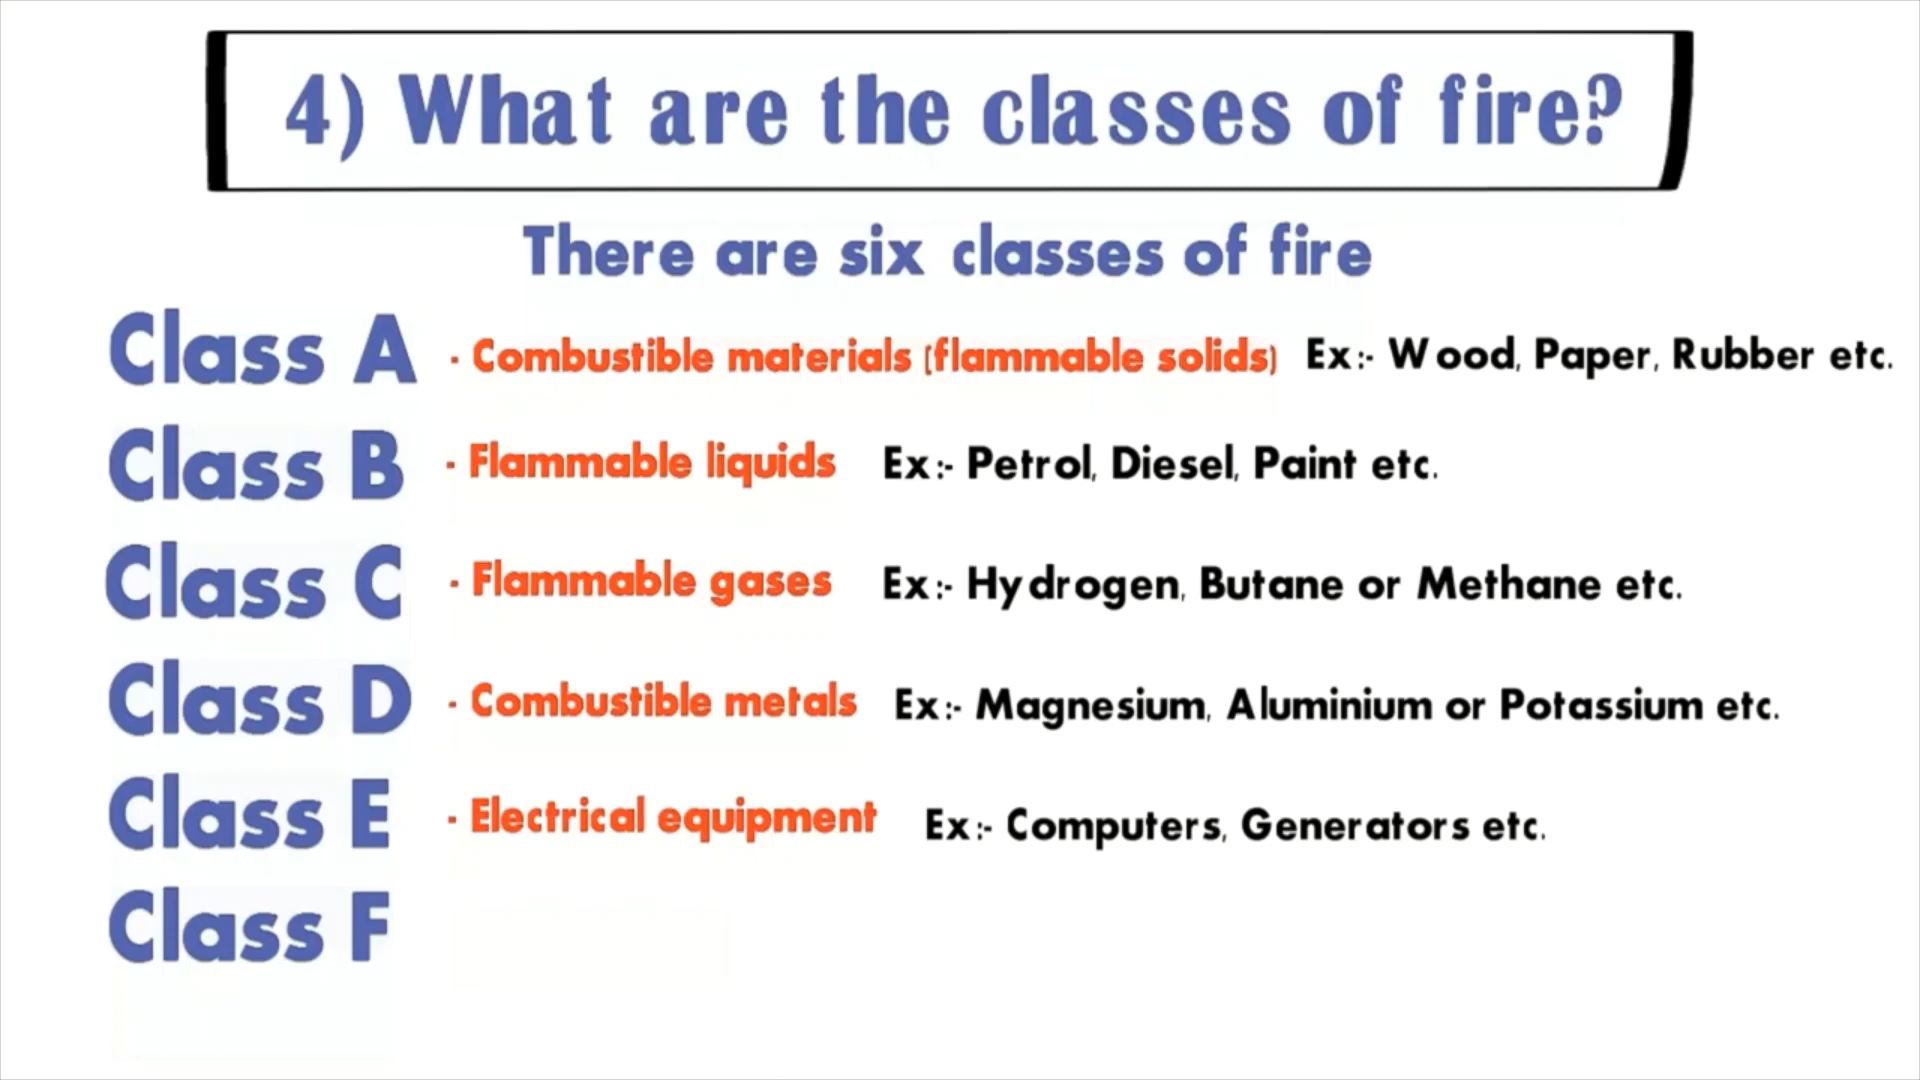 4) What are the classes of fire?
There are six classes of fire
Class A - Combustible materials (flammable solids) Ex:- Wood, Paper, Rubber etc.
Class B - Flammable liquids Ex:- Petrol, Diesel, Paint etc.
Class C - Flammable gases Ex:- Hydrogen, Butane or Methane etc.
Class D - Combustible metals Ex:- Magnesium, Aluminium or Potassium etc.
Class E - Electrical equipment Ex:- Computers, Generators etc.
Class F